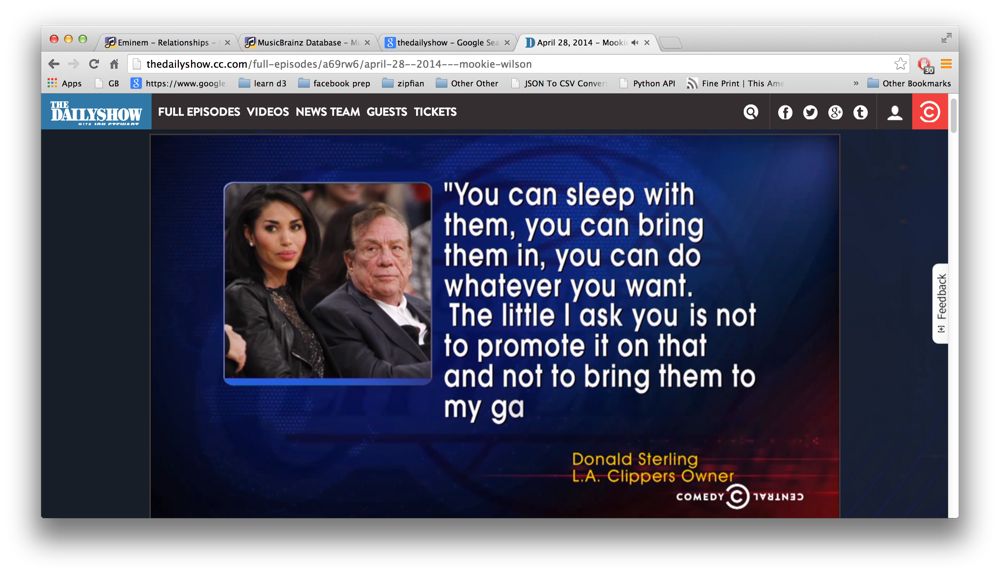 Eminem – Relationships –
MusicBrainz Database – M
thedailyshow – Google Sea
April 28, 2014 – Mooki
thedailyshow.cc.com/full-episodes/a69rw6/april-28--2014---mookie-wilson
30
Apps GB https://www.google learn d3 facebook prep zipfian Other Other JSON To CSV Conver Python API Fine Print | This Ame » Other Bookmarks
THE
DAILYSHOW
WITH JON STEWART
FULL EPISODES VIDEOS NEWS TEAM GUESTS TICKETS
"You can sleep with
them, you can bring
them in, you can do
whatever you want.
The little I ask you is not
to promote it on that
and not to bring them to
my ga
[+] Feedback
Donald Sterling
L.A. Clippers Owner
COMEDY CENTRAL